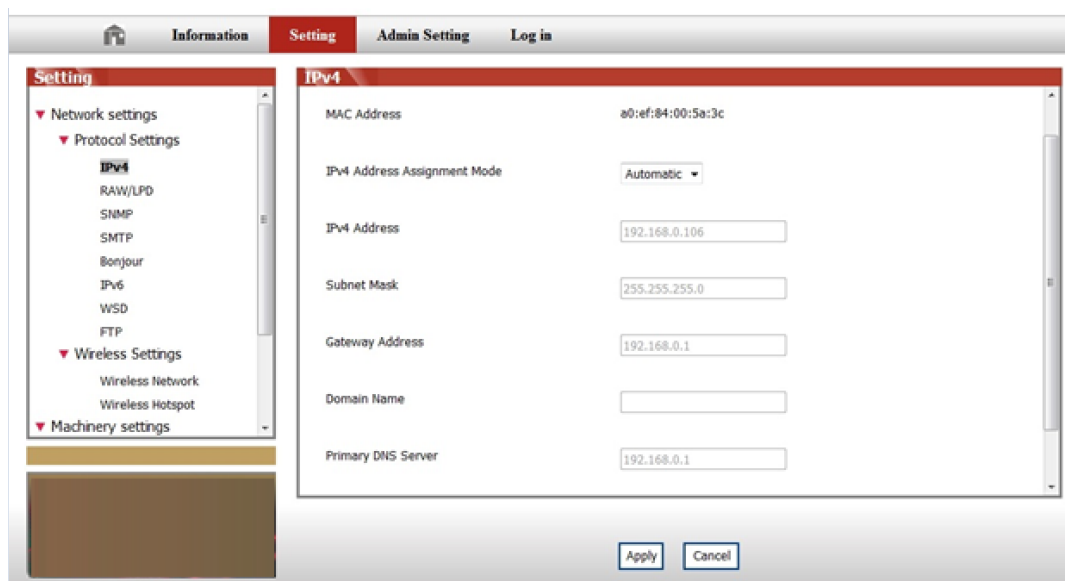 Information Setting Admin Setting Log in
Setting
Network settings
Protocol Settings
IPv4
RAW/LPD
SNMP
SMTP
Bonjour
IPv6
WSD
FTP
Wireless Settings
Wireless Network
Wireless Hotspot
Machinery settings
IPv4
MAC Address a0:ef:84:00:5a:3c
IPv4 Address Assignment Mode Automatic
IPv4 Address 192.168.0.106
Subnet Mask 255.255.255.0
Gateway Address 192.168.0.1
Domain Name
Primary DNS Server 192.168.0.1
Apply Cancel